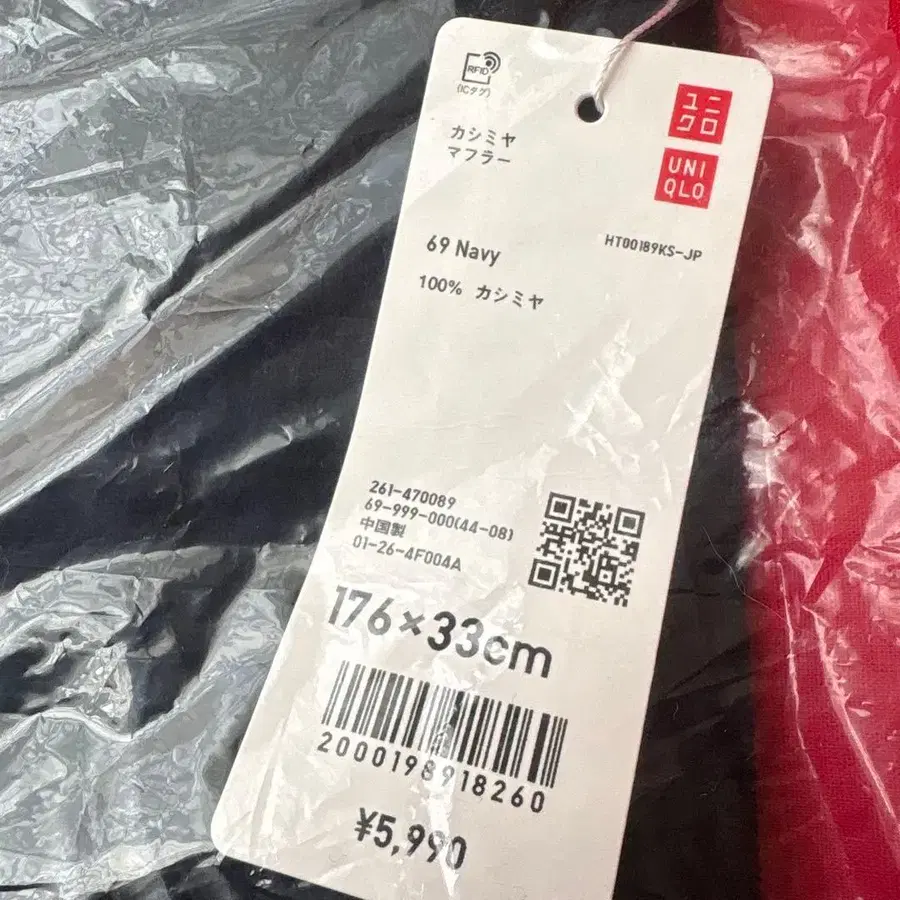 RFID
(ICタグ)
ユニ
クロ
UNI
QLO
カシミヤ
マフラー
69 Navy
HT00189KS-JP
100% カシミヤ
261-470089
69-999-000(44-08)
中国製
01-26-4F004A
176×33cm
2000198918260
¥5,990